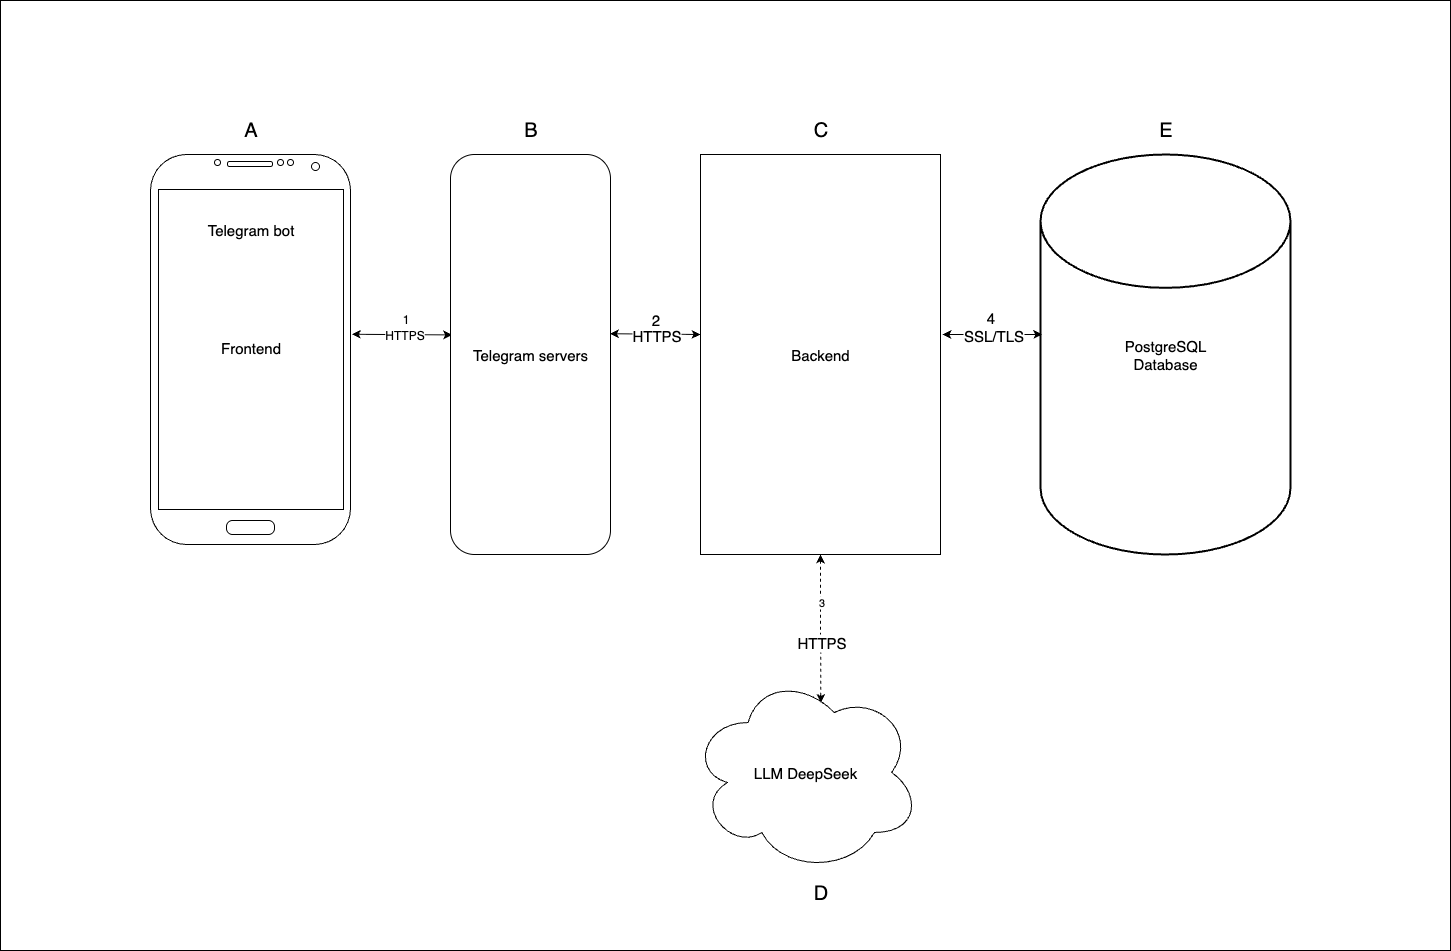 A
B
C
E
Telegram bot
Frontend
1
HTTPS
Telegram servers
2
HTTPS
Backend
4
SSL/TLS
PostgreSQL
Database
3
HTTPS
LLM DeepSeek
D